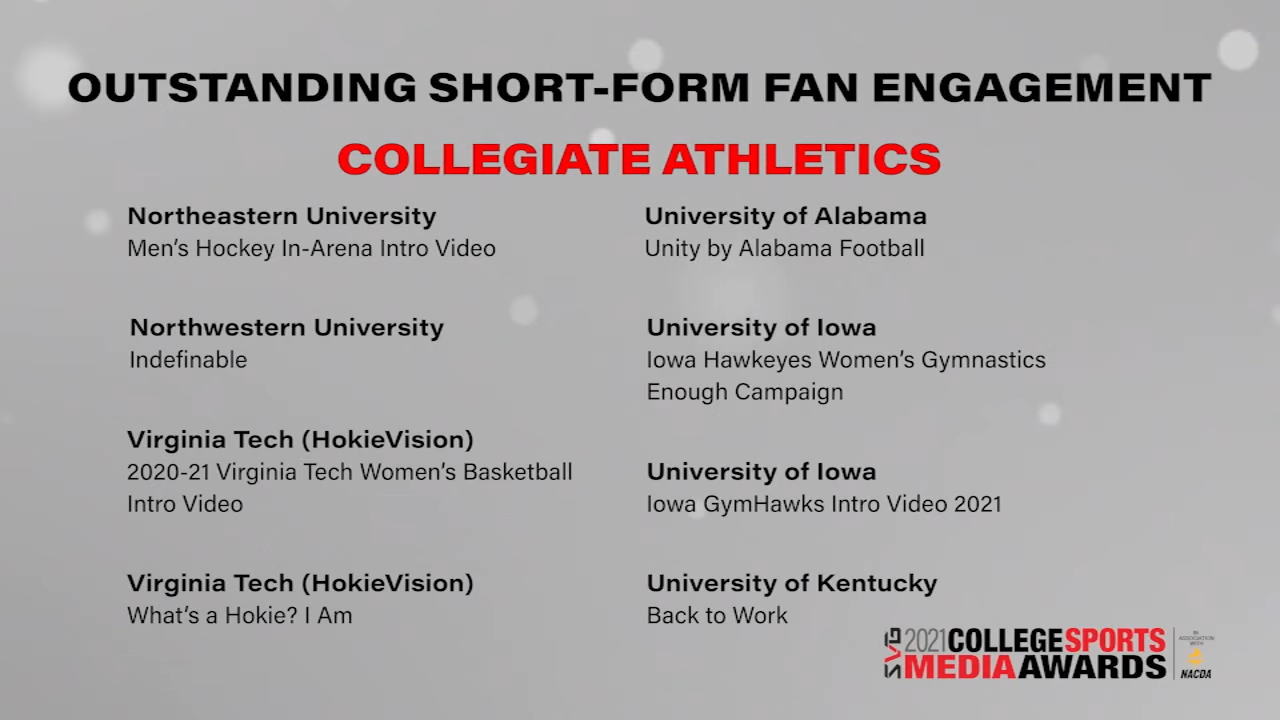 OUTSTANDING SHORT-FORM FAN ENGAGEMENT
COLLEGIATE ATHLETICS
Northeastern University
Men's Hockey In-Arena Intro Video
Northwestern University
Indefinable
Virginia Tech (HokieVision)
2020-21 Virginia Tech Women's Basketball
Intro Video
Virginia Tech (HokieVision)
What's a Hokie? I Am
University of Alabama
Unity by Alabama Football
University of Iowa
Iowa Hawkeyes Women's Gymnastics
Enough Campaign
University of Iowa
Iowa GymHawks Intro Video 2021
University of Kentucky
Back to Work
SVG
2021 COLLEGE SPORTS
MEDIA AWARDS
IN
ASSOCIATION
WITH
NACDA